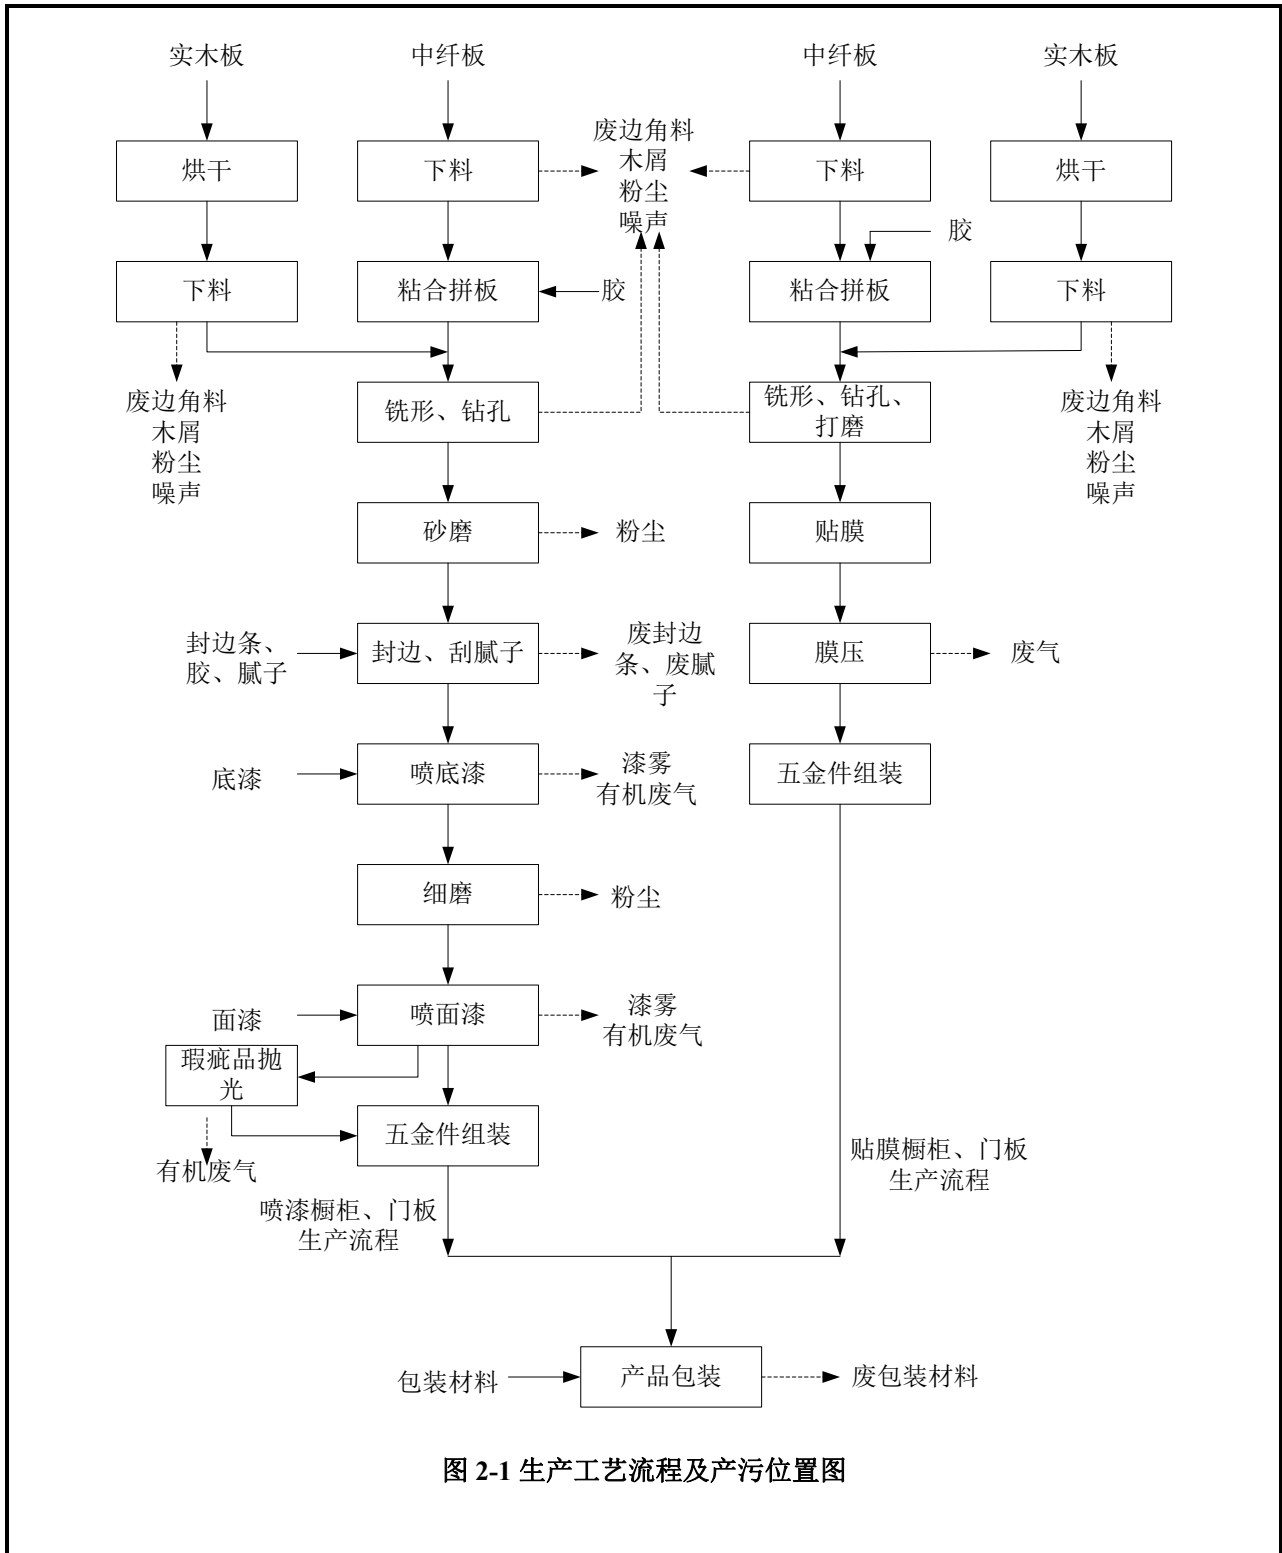 实木板
中纤板
中纤板
实木板
烘干
下料
废边角料
木屑
粉尘
噪声
下料
烘干
胶
下料
粘合拼板
胶
粘合拼板
下料
废边角料
木屑
粉尘
噪声
铣形、钻孔
铣形、钻孔、
打磨
废边角料
木屑
粉尘
噪声
砂磨
粉尘
贴膜
封边条、
胶、腻子
封边、刮腻子
废封边
条、废腻
子
膜压
废气
底漆
喷底漆
漆雾
有机废气
五金件组装
细磨
粉尘
面漆
喷面漆
漆雾
有机废气
瑕疵品抛
光
五金件组装
有机废气
贴膜橱柜、门板
生产流程
喷漆橱柜、门板
生产流程
包装材料
产品包装
废包装材料
图 2-1 生产工艺流程及产污位置图